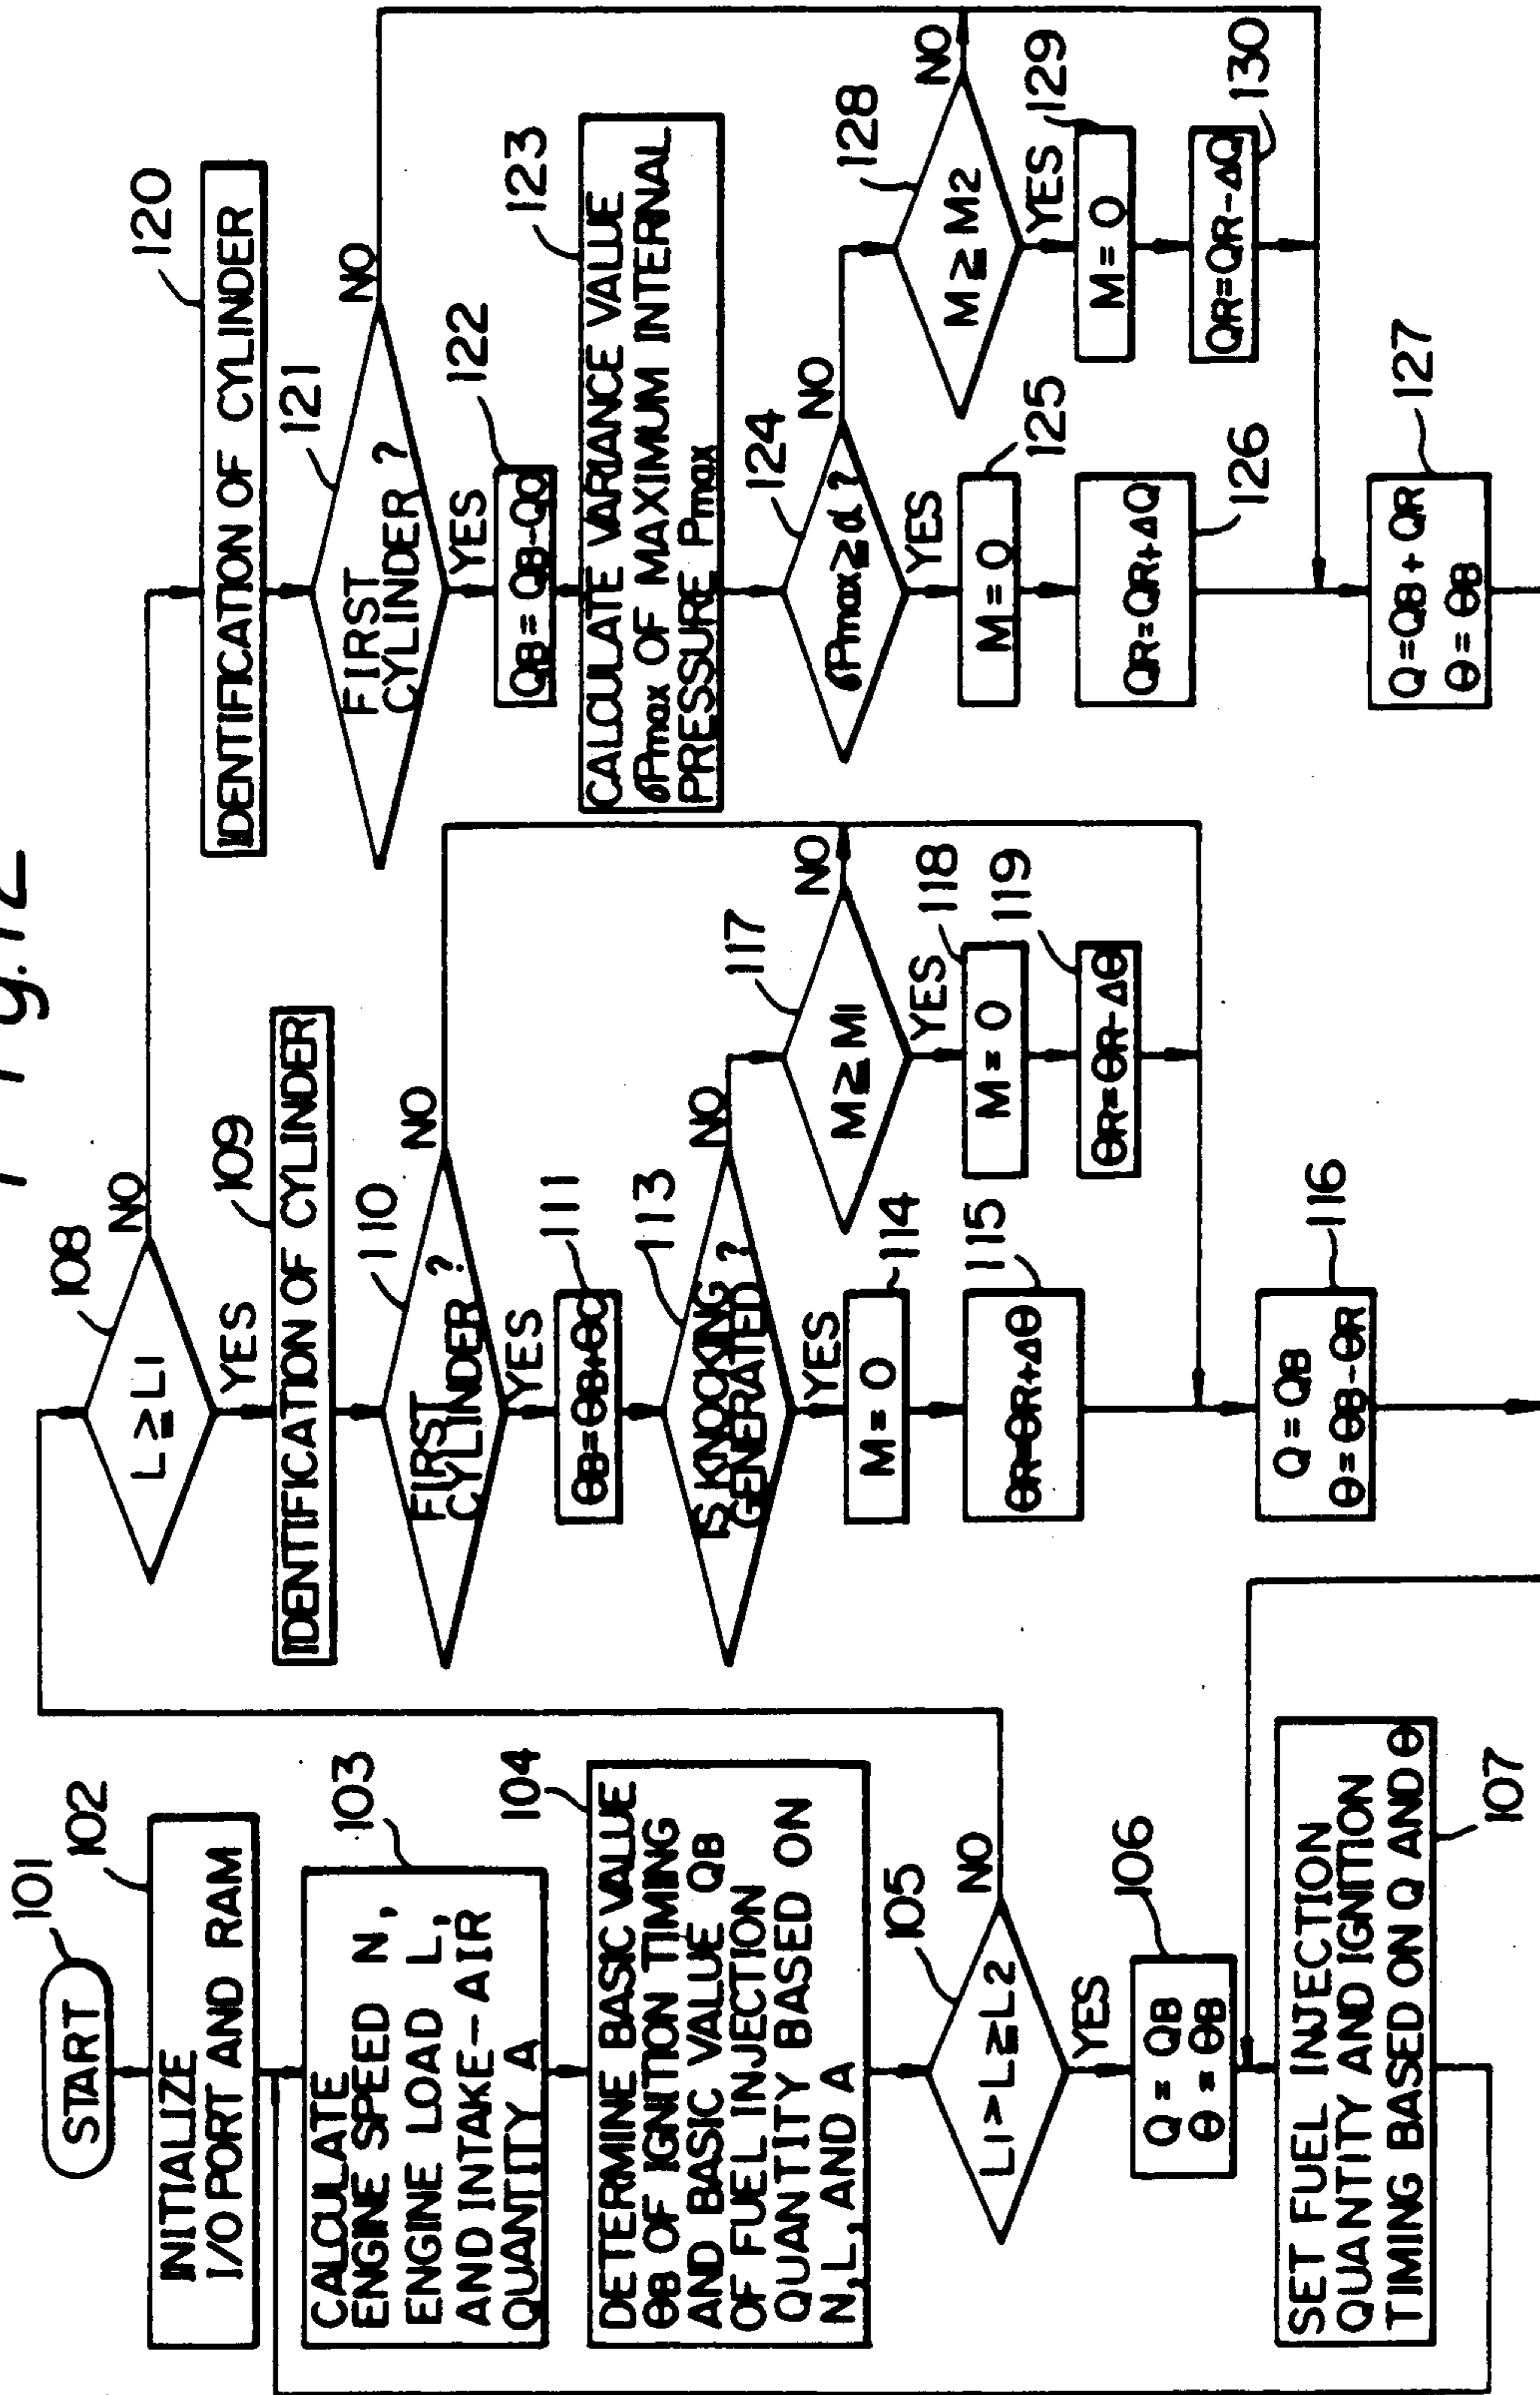 Fig.12
101
START
102
INITIALIZE
I/O PORT AND RAM
103
CALCULATE
ENGINE SPEED N,
ENGINE LOAD L,
AND INTAKE-AIR
QUANTITY A
104
DETERMINE BASIC VALUE
θB OF IGNITION TIMING
AND BASIC VALUE QB
OF FUEL INJECTION
QUANTITY BASED ON
N,L, AND A
105
L1>L≧L2
NO
YES
106
Q = QB
θ = θB
SET FUEL INJECTION
QUANTITY AND IGNITION
TIMING BASED ON Q AND θ
107
108
L≧L1
NO
YES
109
IDENTIFICATION OF CYLINDER
110
FIRST
CYLINDER ?
NO
YES
111
θB=θB+θC
113
IS KNOCKING
GENERATED ?
NO
YES
114
M = 0
115
θR=θR+Δθ
117
M≧M1
NO
YES
118
M = 0
119
θR=θR-Δθ
116
Q = QB
θ = θB-θR
120
IDENTIFICATION OF CYLINDER
121
FIRST
CYLINDER ?
NO
YES
122
QB = QB-QC
123
CALCULATE VARIANCE VALUE
σPmax OF MAXIMUM INTERNAL
PRESSURE Pmax
124
σPmax≧α ?
NO
YES
125
M = 0
QR=QR+ΔQ
126
128
M≧M2
NO
YES
129
M = 0
QR=QR-ΔQ
130
127
Q=QB+QR
θ = θB